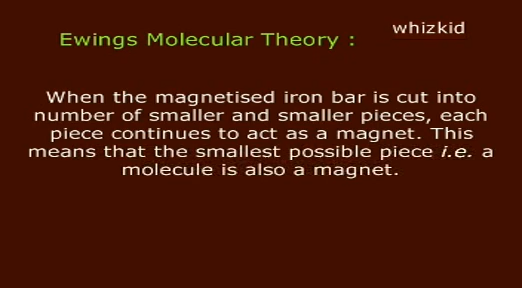 whizkid
Ewings Molecular Theory :
When the magnetised iron bar is cut into
number of smaller and smaller pieces, each
piece continues to act as a magnet. This
means that the smallest possible piece i.e. a
molecule is also a magnet.